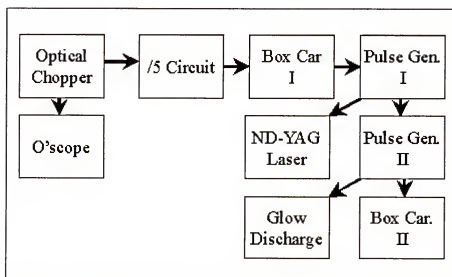 Optical
Chopper
/5 Circuit
Box Car
I
Pulse Gen.
I
O'scope
ND-YAG
Laser
Pulse Gen.
II
Glow
Discharge
Box Car.
II